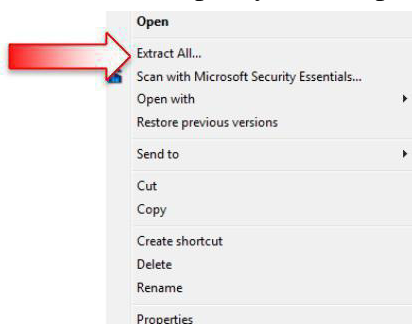 Open
Extract All...
Scan with Microsoft Security Essentials...
Open with
Restore previous versions
Send to
Cut
Copy
Create shortcut
Delete
Rename
Properties